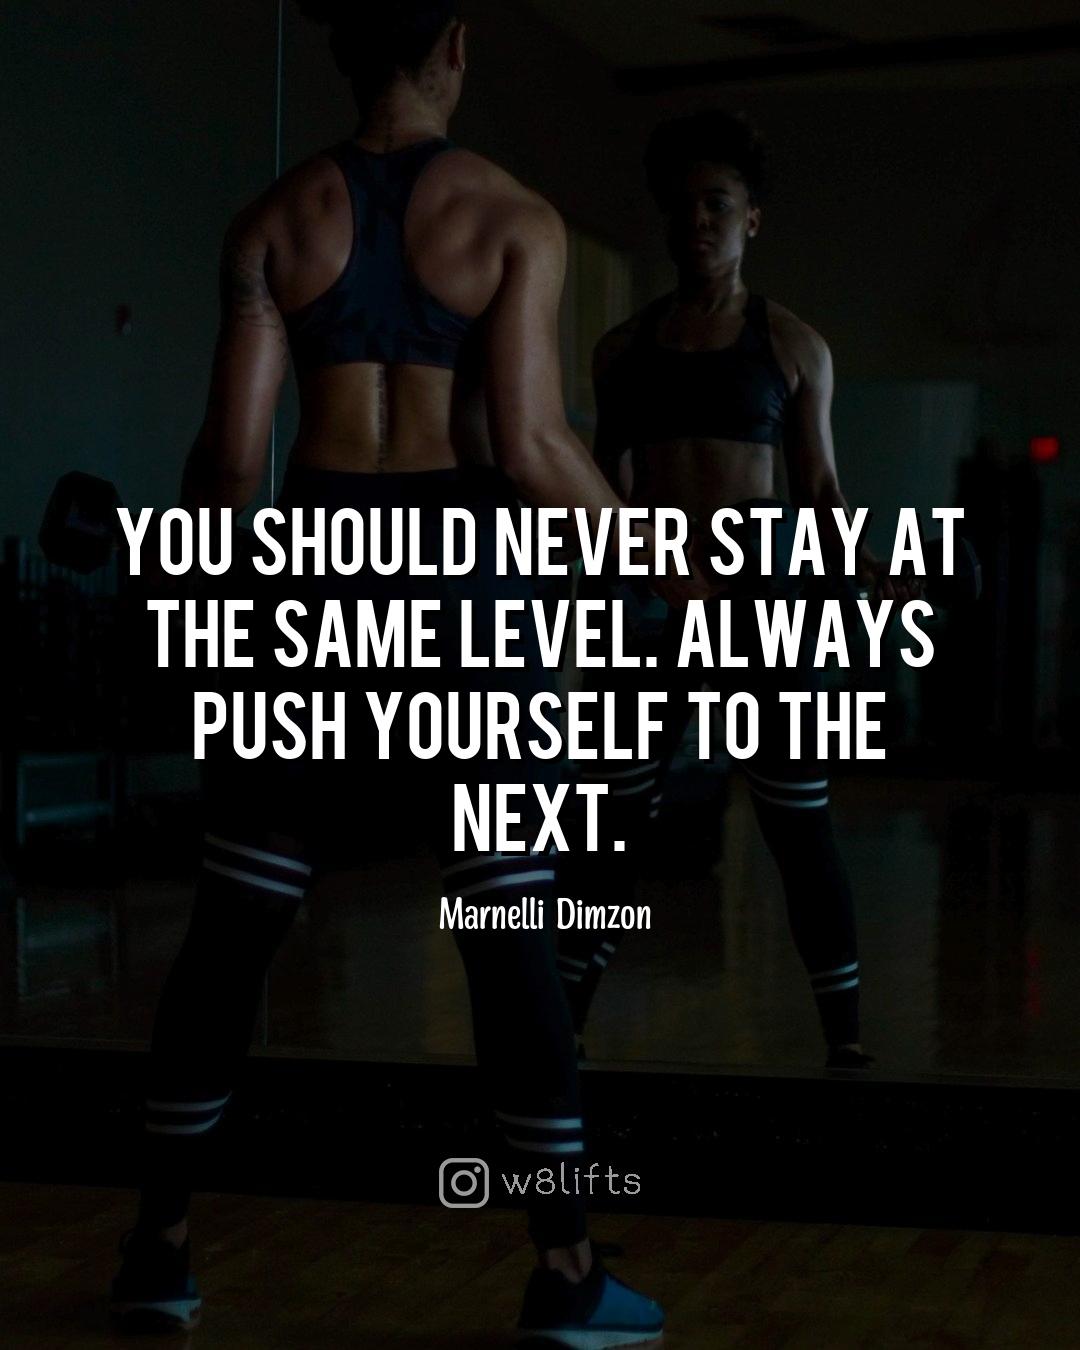 YOU SHOULD NEVER STAY AT
THE SAME LEVEL. ALWAYS
PUSH YOURSELF TO THE
NEXT.
Marnelli Dimzon
w8lifts